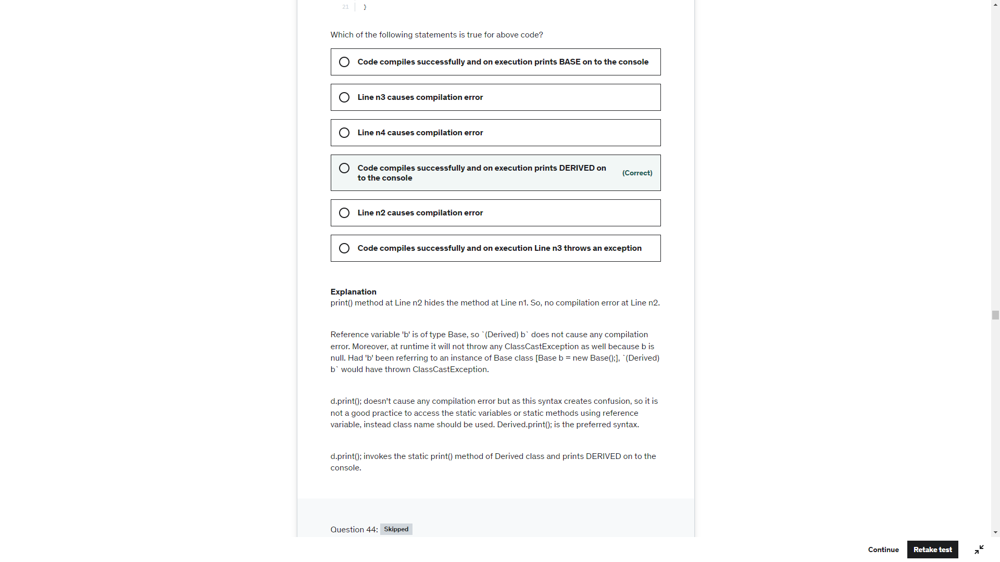 21 }
Which of the following statements is true for above code?
Code compiles successfully and on execution prints BASE on to the console
Line n3 causes compilation error
Line n4 causes compilation error
Code compiles successfully and on execution prints DERIVED on
to the console
(Correct)
Line n2 causes compilation error
Code compiles successfully and on execution Line n3 throws an exception
Explanation
print() method at Line n2 hides the method at Line n1. So, no compilation error at Line n2.
Reference variable 'b' is of type Base, so `(Derived) b` does not cause any compilation
error. Moreover, at runtime it will not throw any ClassCastException as well because b is
null. Had 'b' been referring to an instance of Base class [Base b = new Base();], `(Derived)
b` would have thrown ClassCastException.
d.print(); doesn't cause any compilation error but as this syntax creates confusion, so it is
not a good practice to access the static variables or static methods using reference
variable, instead class name should be used. Derived.print(); is the preferred syntax.
d.print(); invokes the static print() method of Derived class and prints DERIVED on to the
console.
Question 44: Skipped
Continue
Retake test